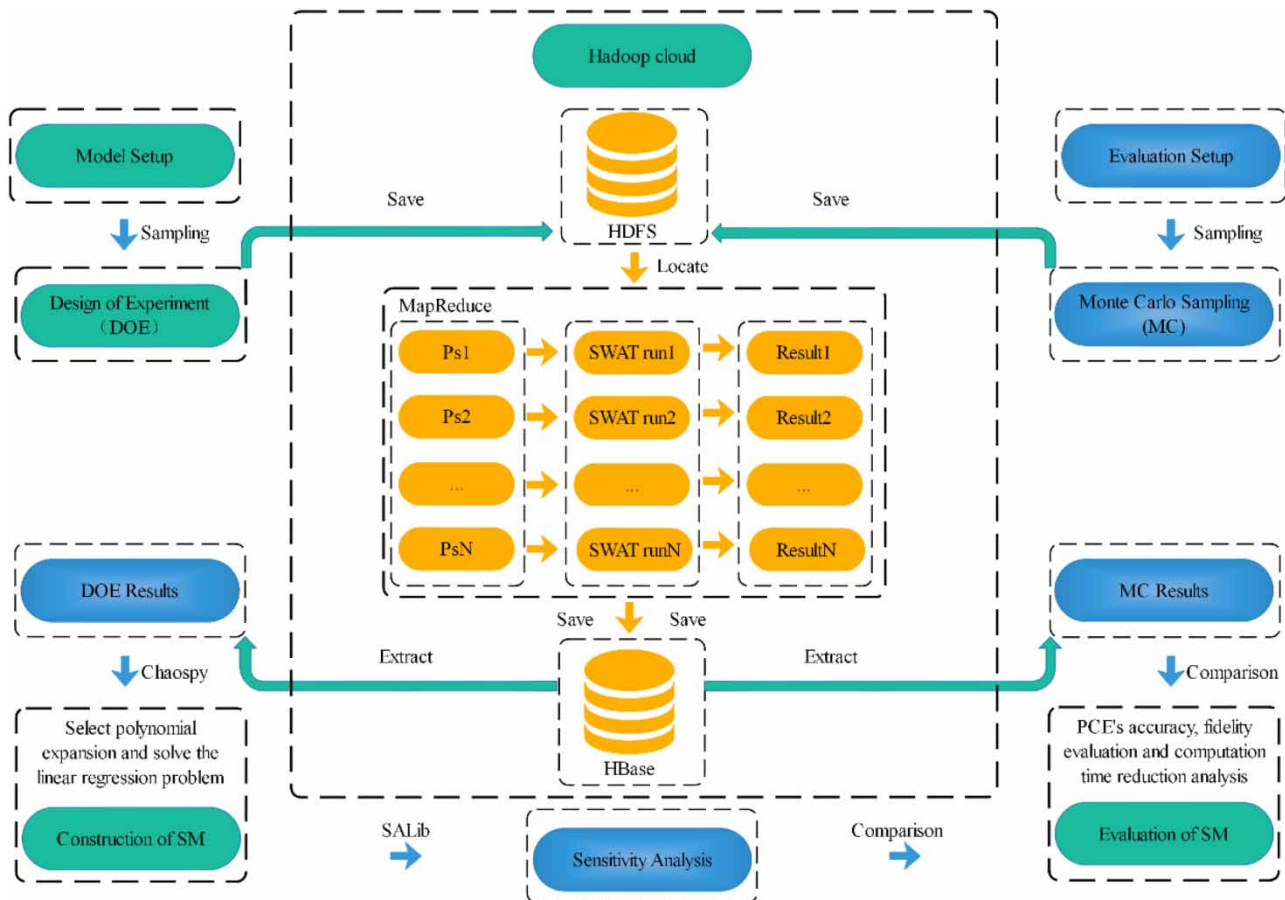 Hadoop cloud
Model Setup
Evaluation Setup
Save
Save
Sampling
HDFS
Sampling
Locate
Design of Experiment
（DOE）
Monte Carlo Sampling
(MC)
MapReduce
Ps1
SWAT run1
Result1
Ps2
SWAT run2
Result2
...
...
...
PsN
SWAT runN
ResultN
DOE Results
MC Results
Save
Save
Extract
Extract
Chaospy
Comparison
Select polynomial
expansion and solve the
linear regression problem
HBase
PCE's accuracy, fidelity
evaluation and computation
time reduction analysis
Construction of SM
SALib
Sensitivity Analysis
Comparison
Evaluation of SM